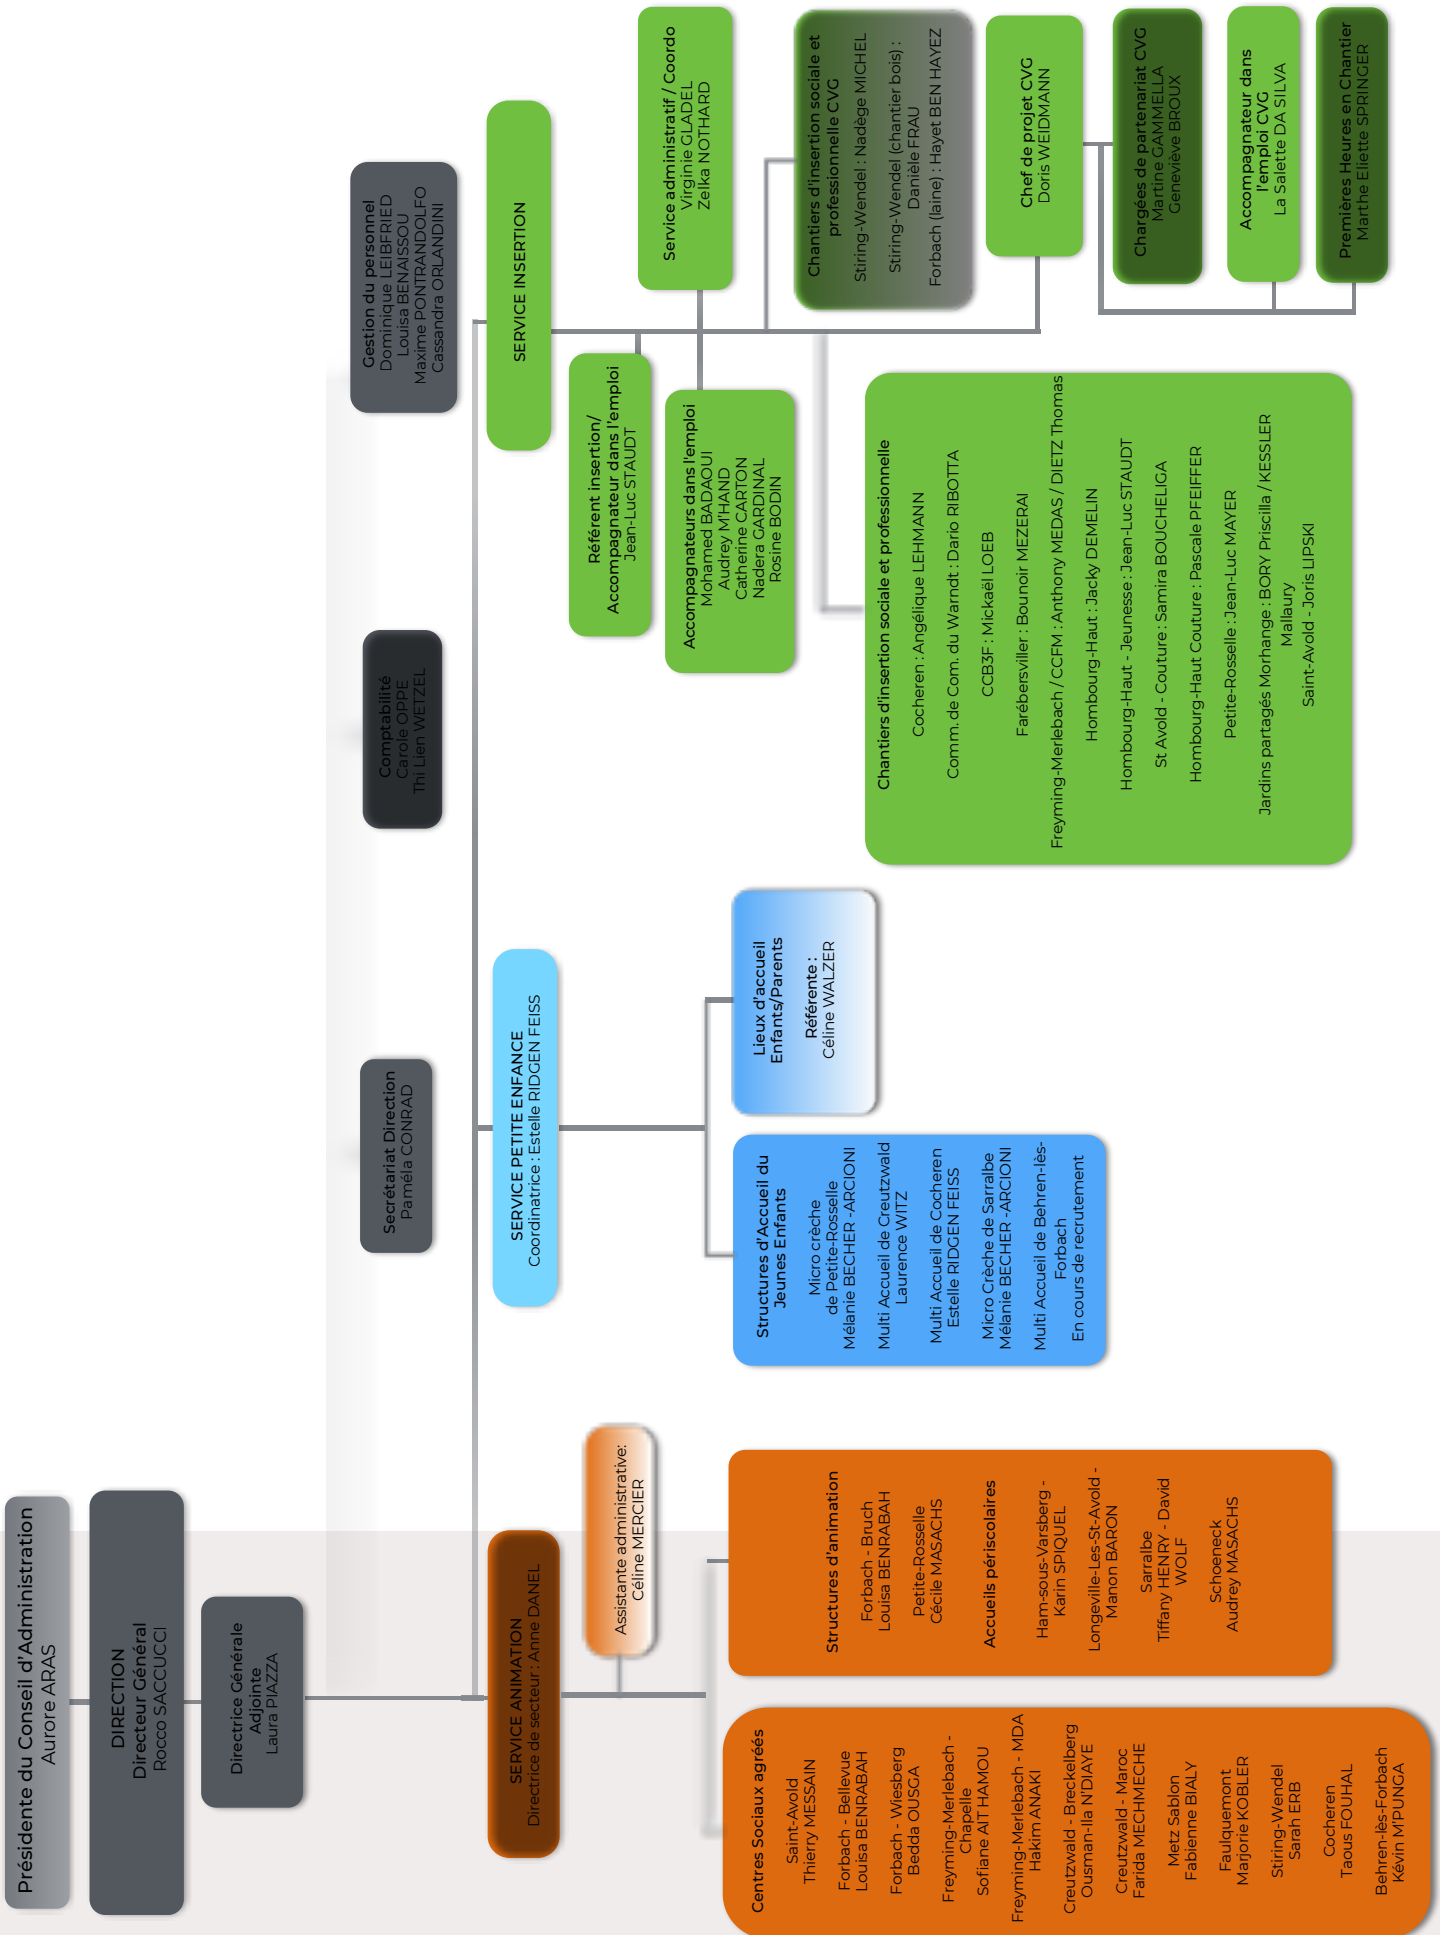 Présidente du Conseil d'Administration
Aurore ARAS
DIRECTION
Directeur Général
Rocco SACCUCCI
Directrice Générale
Adjointe
Laura PIAZZA
Secrétariat Direction
Paméla CONRAD
Comptabilité
Carole OPPE
Thi Lien WETZEL
Gestion du personnel
Dominique LEIBFRIED
Louisa BENAISSOU
Maxime PONTRANDOLFO
Cassandra ORLANDINI
SERVICE ANIMATION
Directrice de secteur : Anne DANEL
Assistante administrative:
Céline MERCIER
Centres Sociaux agréés
Saint-Avold
Thierry MESSAIN
Forbach - Bellevue
Louisa BENRABAH
Forbach - Wiesberg
Bedda OUSGA
Freyming-Merlebach -
Chapelle
Sofiane AIT HAMOU
Freyming-Merlebach - MDA
Hakim ANAKI
Creutzwald - Breckelberg
Ousman-Ila N'DIAYE
Creutzwald - Maroc
Farida MECHMECHE
Metz Sablon
Fabienne BIALY
Faulquemont
Marjorie KOBLER
Stiring-Wendel
Sarah ERB
Cocheren
Taous FOUHAL
Behren-lès-Forbach
Kévin M'PUNGA
Structures d'animation
Forbach - Bruch
Louisa BENRABAH
Petite-Rosselle
Cécile MASACHS
Accueils périscolaires
Ham-sous-Varsberg -
Karin SPIQUEL
Longeville-Les-St-Avold -
Manon BARON
Sarralbe
Tiffany HENRY - David
WOLF
Schoeneck
Audrey MASACHS
SERVICE PETITE ENFANCE
Coordinatrice : Estelle RIDGEN FEISS
Structures d'Accueil du
Jeunes Enfants
Micro crèche
de Petite-Rosselle
Mélanie BECHER -ARCIONI
Multi Accueil de Creutzwald
Laurence WITZ
Multi Accueil de Cocheren
Estelle RIDGEN FEISS
Micro Crèche de Sarralbe
Mélanie BECHER -ARCIONI
Multi Accueil de Behren-lès-
Forbach
En cours de recrutement
Lieux d'accueil
Enfants/Parents
Référente :
Céline WALZER
SERVICE INSERTION
Référent insertion/
Accompagnateur dans l'emploi
Jean-Luc STAUDT
Service administratif / Coordo
Virginie GLADEL
Zelka NOTHARD
Accompagnateurs dans l'emploi
Mohamed BADAOUI
Audrey M'HAND
Catherine CARTON
Nadera GARDINAL
Rosine BODIN
Chantiers d'insertion sociale et
professionnelle CVG
Stiring-Wendel : Nadège MICHEL
Stiring-Wendel (chantier bois) :
Danièle FRAU
Forbach (laine) : Hayet BEN HAYEZ
Chantiers d'insertion sociale et professionnelle
Cocheren : Angélique LEHMANN
Comm. de Com. du Warndt : Dario RIBOTTA
CCB3F : Mickaël LOEB
Farébersviller : Bounoir MEZERAI
Freyming-Merlebach / CCFM : Anthony MEDAS / DIETZ Thomas
Hombourg-Haut : Jacky DEMELIN
Hombourg-Haut - Jeunesse : Jean-Luc STAUDT
St Avold - Couture : Samira BOUCHELIGA
Hombourg-Haut Couture : Pascale PFEIFFER
Petite-Rosselle : Jean-Luc MAYER
Jardins partagés Morhange : BORY Priscilla / KESSLER
Mallaury
Saint-Avold - Joris LIPSKI
Chef de projet CVG
Doris WEIDMANN
Chargées de partenariat CVG
Martine GAMMELLA
Geneviève BROUX
Accompagnateur dans
l'emploi CVG
La Salette DA SILVA
Premières Heures en Chantier
Marthe Eliette SPRINGER